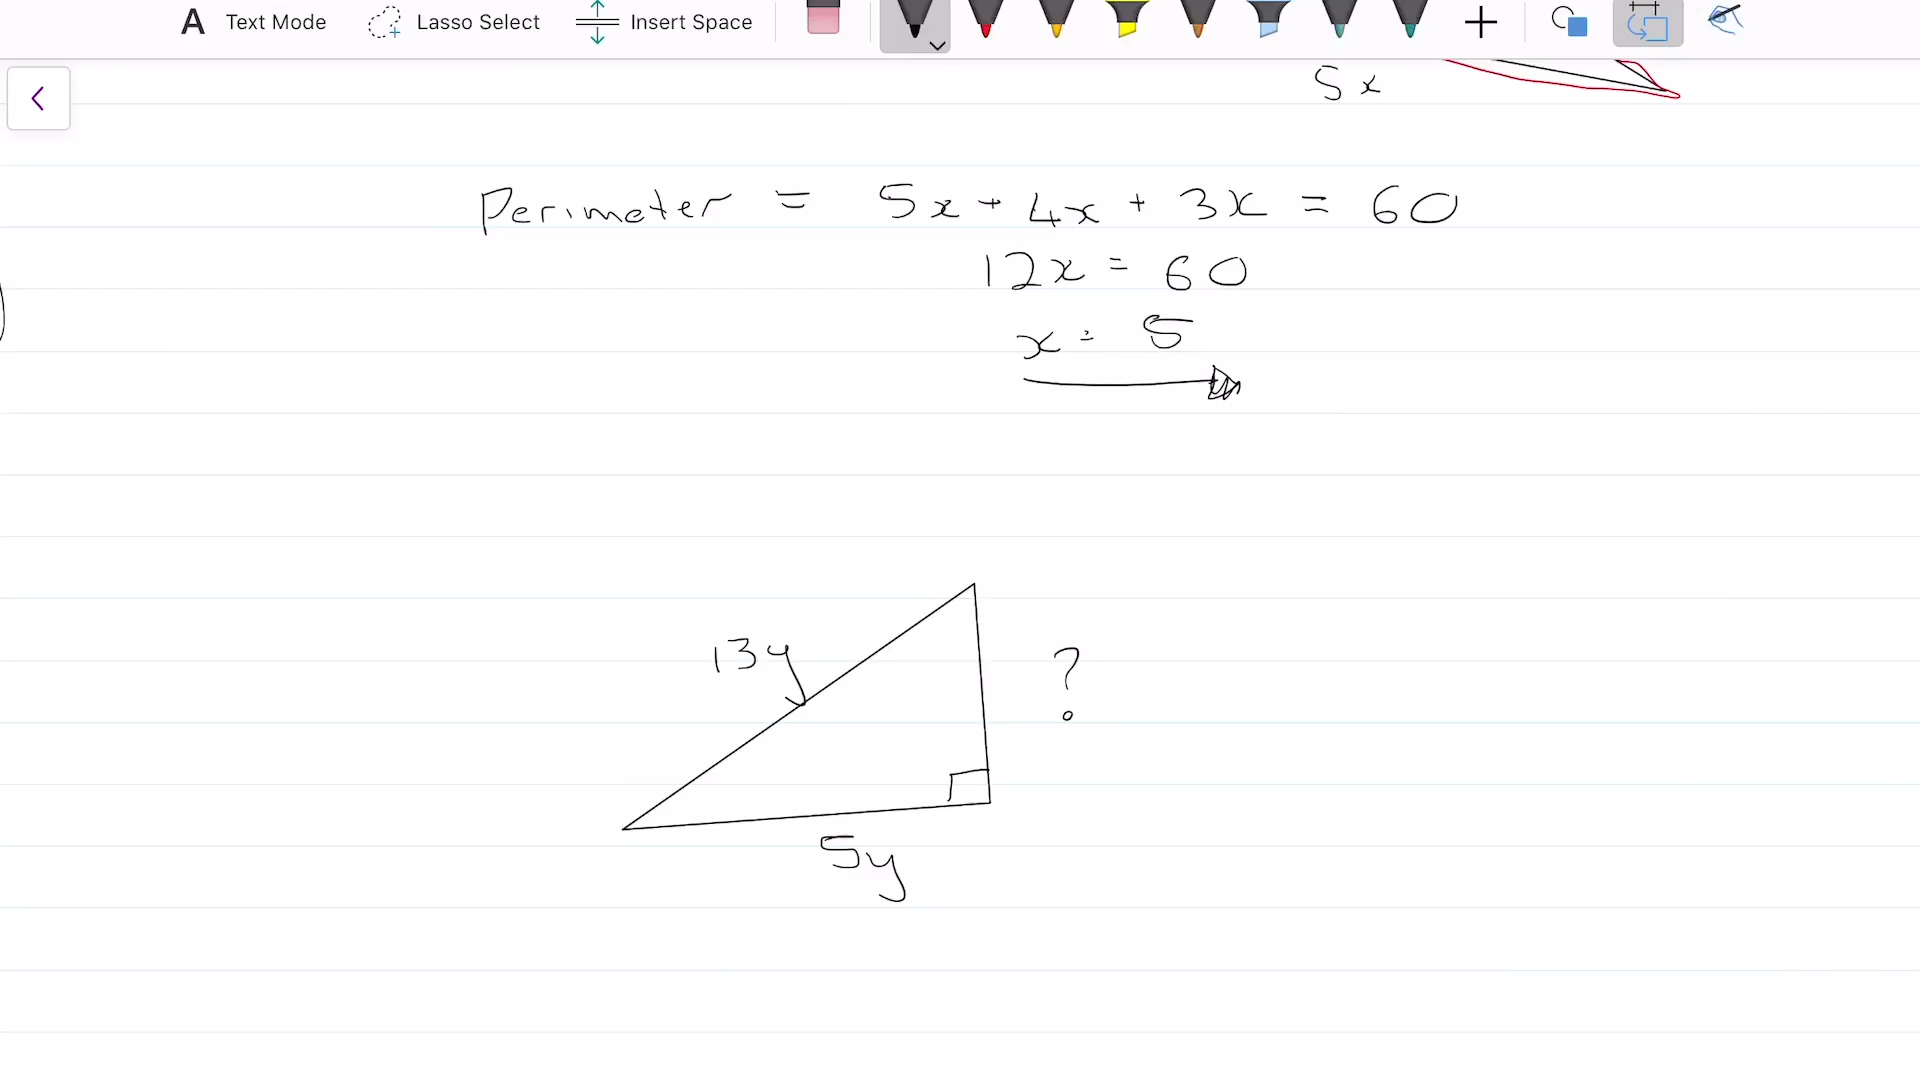 A Text Mode Lasso Select Insert Space
5x
Perimeter = 5x + 4x + 3x = 60
12x = 60
x = 5
13y
?
5y